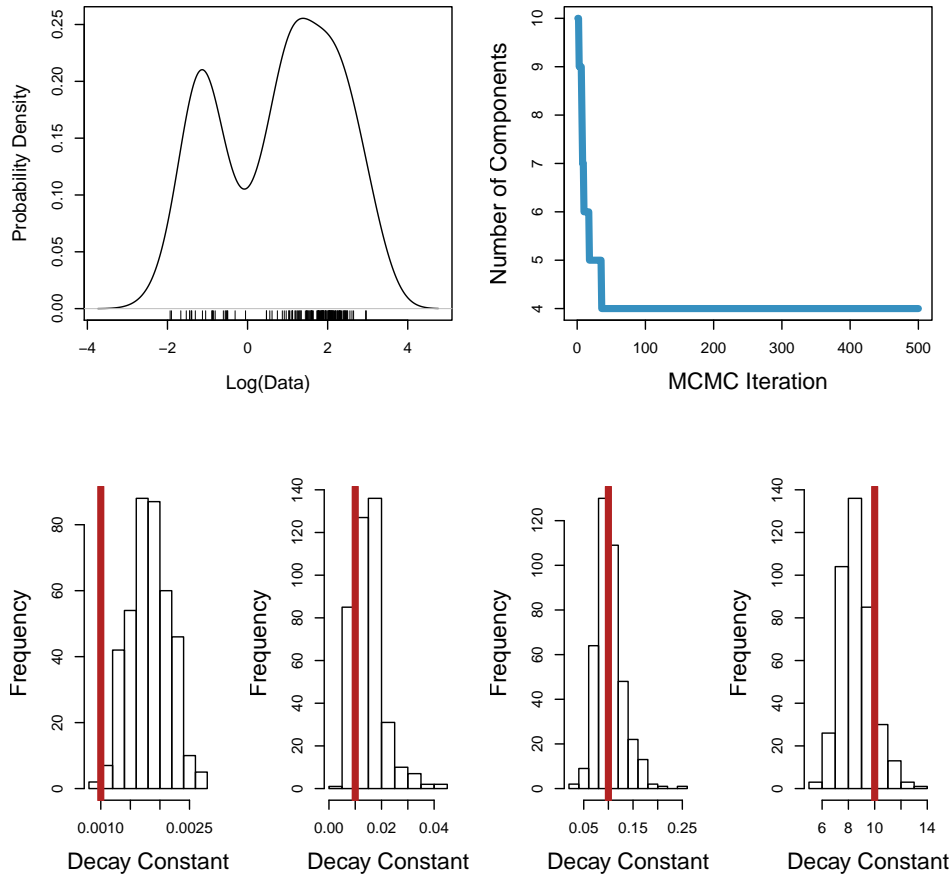 Probability Density
0.00 0.05 0.10 0.15 0.20 0.25
−4 −2 0 2 4
Log(Data)
Number of Components
4 5 6 7 8 9 10
0 100 200 300 400 500
MCMC Iteration
Frequency
0 20 40 60 80
0.0010 0.0025
Decay Constant
Frequency
0 20 40 60 80 100 120 140
0.00 0.02 0.04
Decay Constant
Frequency
0 20 40 60 80 100 120
0.05 0.15 0.25
Decay Constant
Frequency
0 20 40 60 80 100 120 140
6 8 10 14
Decay Constant